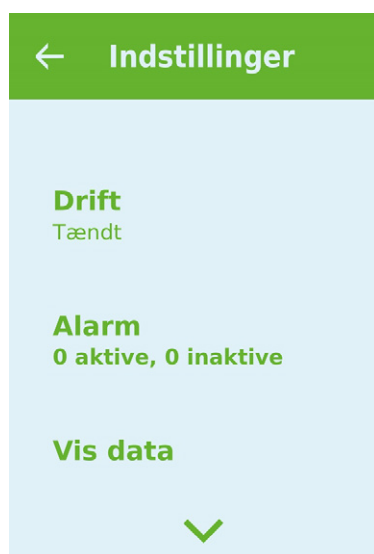 Indstillinger
Drift
Tændt
Alarm
0 aktive, 0 inaktive
Vis data